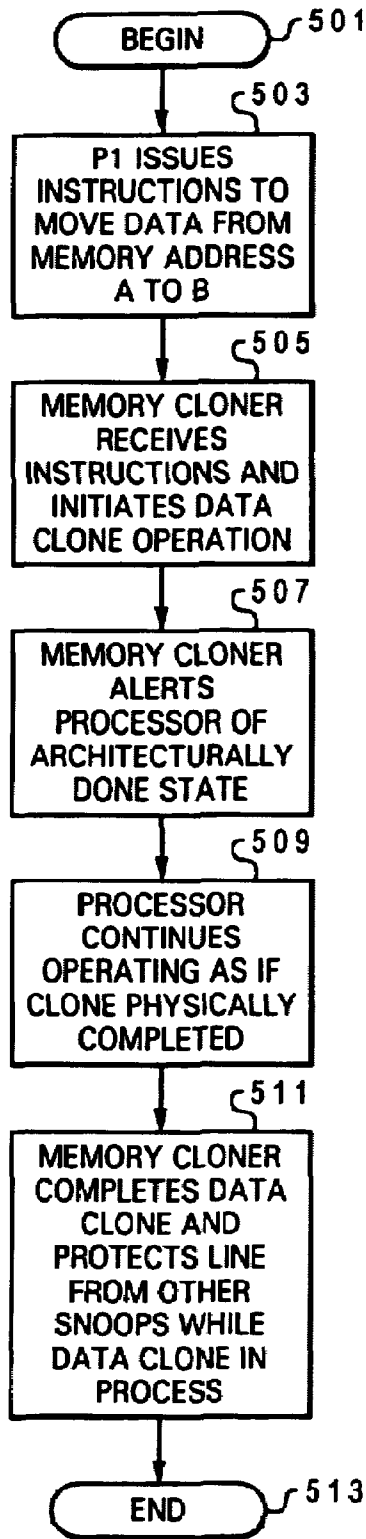 BEGIN
501
503
P1 ISSUES
INSTRUCTIONS TO
MOVE DATA FROM
MEMORY ADDRESS
A TO B
505
MEMORY CLONER
RECEIVES
INSTRUCTIONS AND
INITIATES DATA
CLONE OPERATION
507
MEMORY CLONER
ALERTS
PROCESSOR OF
ARCHITECTURALLY
DONE STATE
509
PROCESSOR
CONTINUES
OPERATING AS IF
CLONE PHYSICALLY
COMPLETED
511
MEMORY CLONER
COMPLETES DATA
CLONE AND
PROTECTS LINE
FROM OTHER
SNOOPS WHILE
DATA CLONE IN
PROCESS
END
513